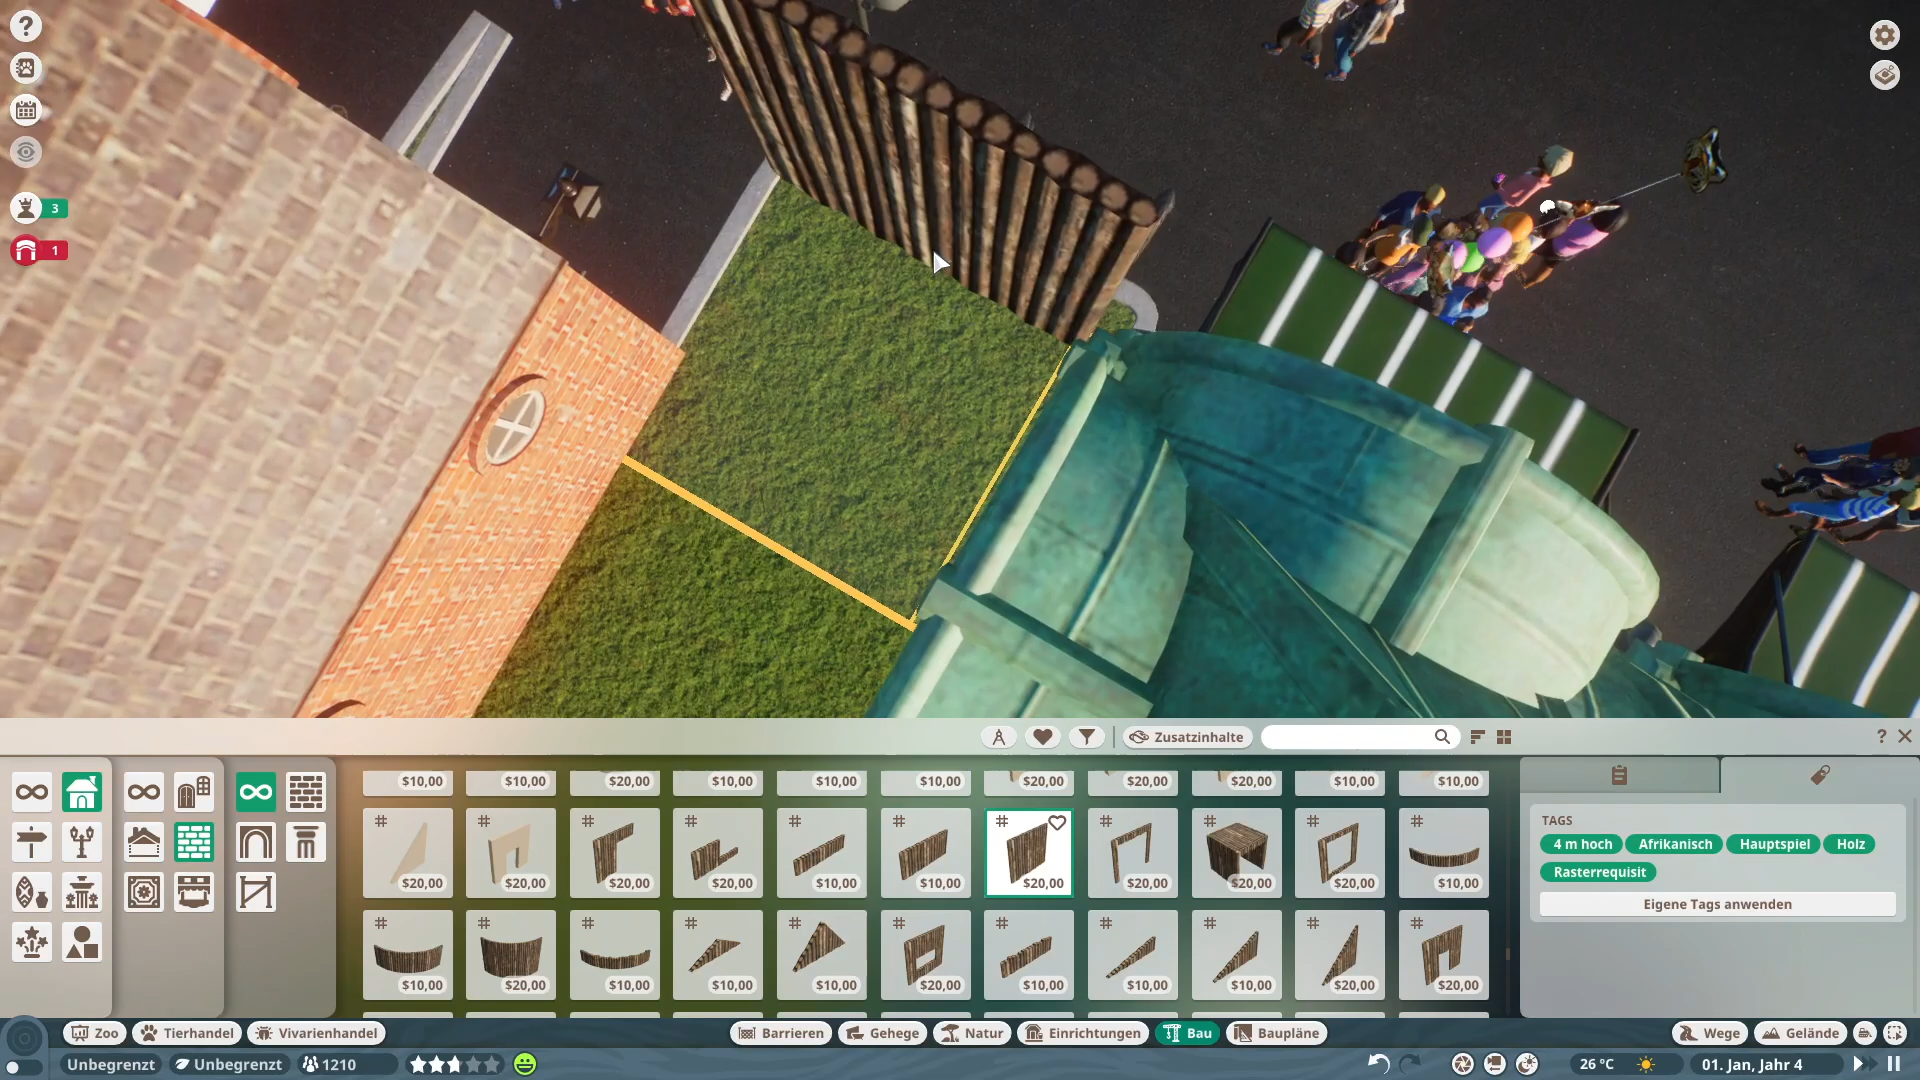 ?
3
1
Zusatzinhalte
?
$10,00 $10,00 $20,00 $10,00 $10,00 $10,00 $20,00 $20,00 $20,00 $10,00 $10,00
$20,00 $20,00 $20,00 $20,00 $10,00 $10,00 $20,00 $20,00 $20,00 $20,00 $10,00
$10,00 $20,00 $10,00 $10,00 $10,00 $20,00 $10,00 $10,00 $10,00 $20,00 $20,00
TAGS
4 m hoch Afrikanisch Hauptspiel Holz
Rasterrequisit
Eigene Tags anwenden
Zoo Tierhandel Vivarienhandel Barrieren Gehege Natur Einrichtungen Bau Baupläne Wege Gelände
Unbegrenzt Unbegrenzt 1210 26 °C 01. Jan, Jahr 4